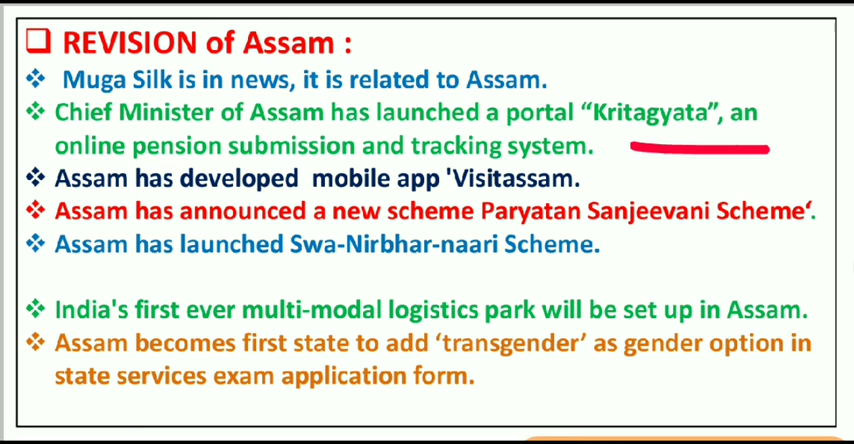 REVISION of Assam :
Muga Silk is in news, it is related to Assam.
Chief Minister of Assam has launched a portal “Kritagyata”, an
online pension submission and tracking system.
Assam has developed mobile app 'Visitassam.
Assam has announced a new scheme Paryatan Sanjeevani Scheme‘.
Assam has launched Swa-Nirbhar-naari Scheme.
India's first ever multi-modal logistics park will be set up in Assam.
Assam becomes first state to add ‘transgender’ as gender option in
state services exam application form.